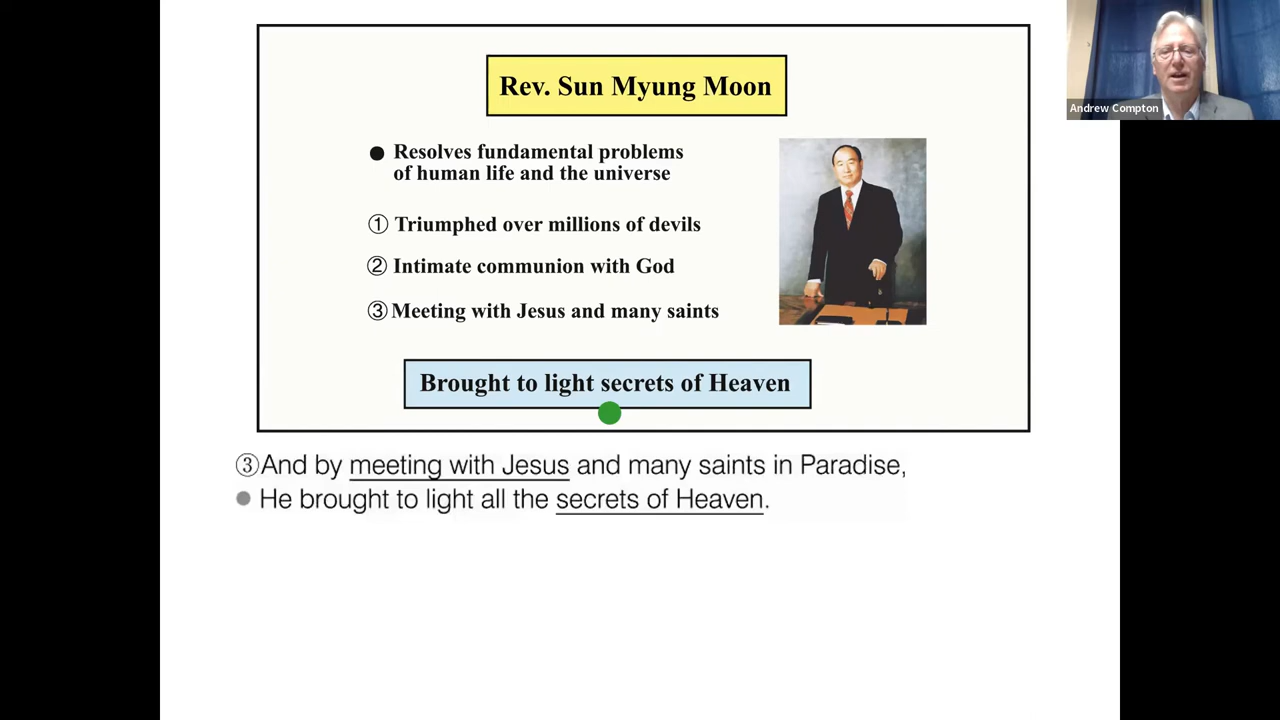 Rev. Sun Myung Moon
● Resolves fundamental problems
of human life and the universe
① Triumphed over millions of devils
② Intimate communion with God
③ Meeting with Jesus and many saints
Brought to light secrets of Heaven
③And by meeting with Jesus and many saints in Paradise,
● He brought to light all the secrets of Heaven.
Andrew Compton